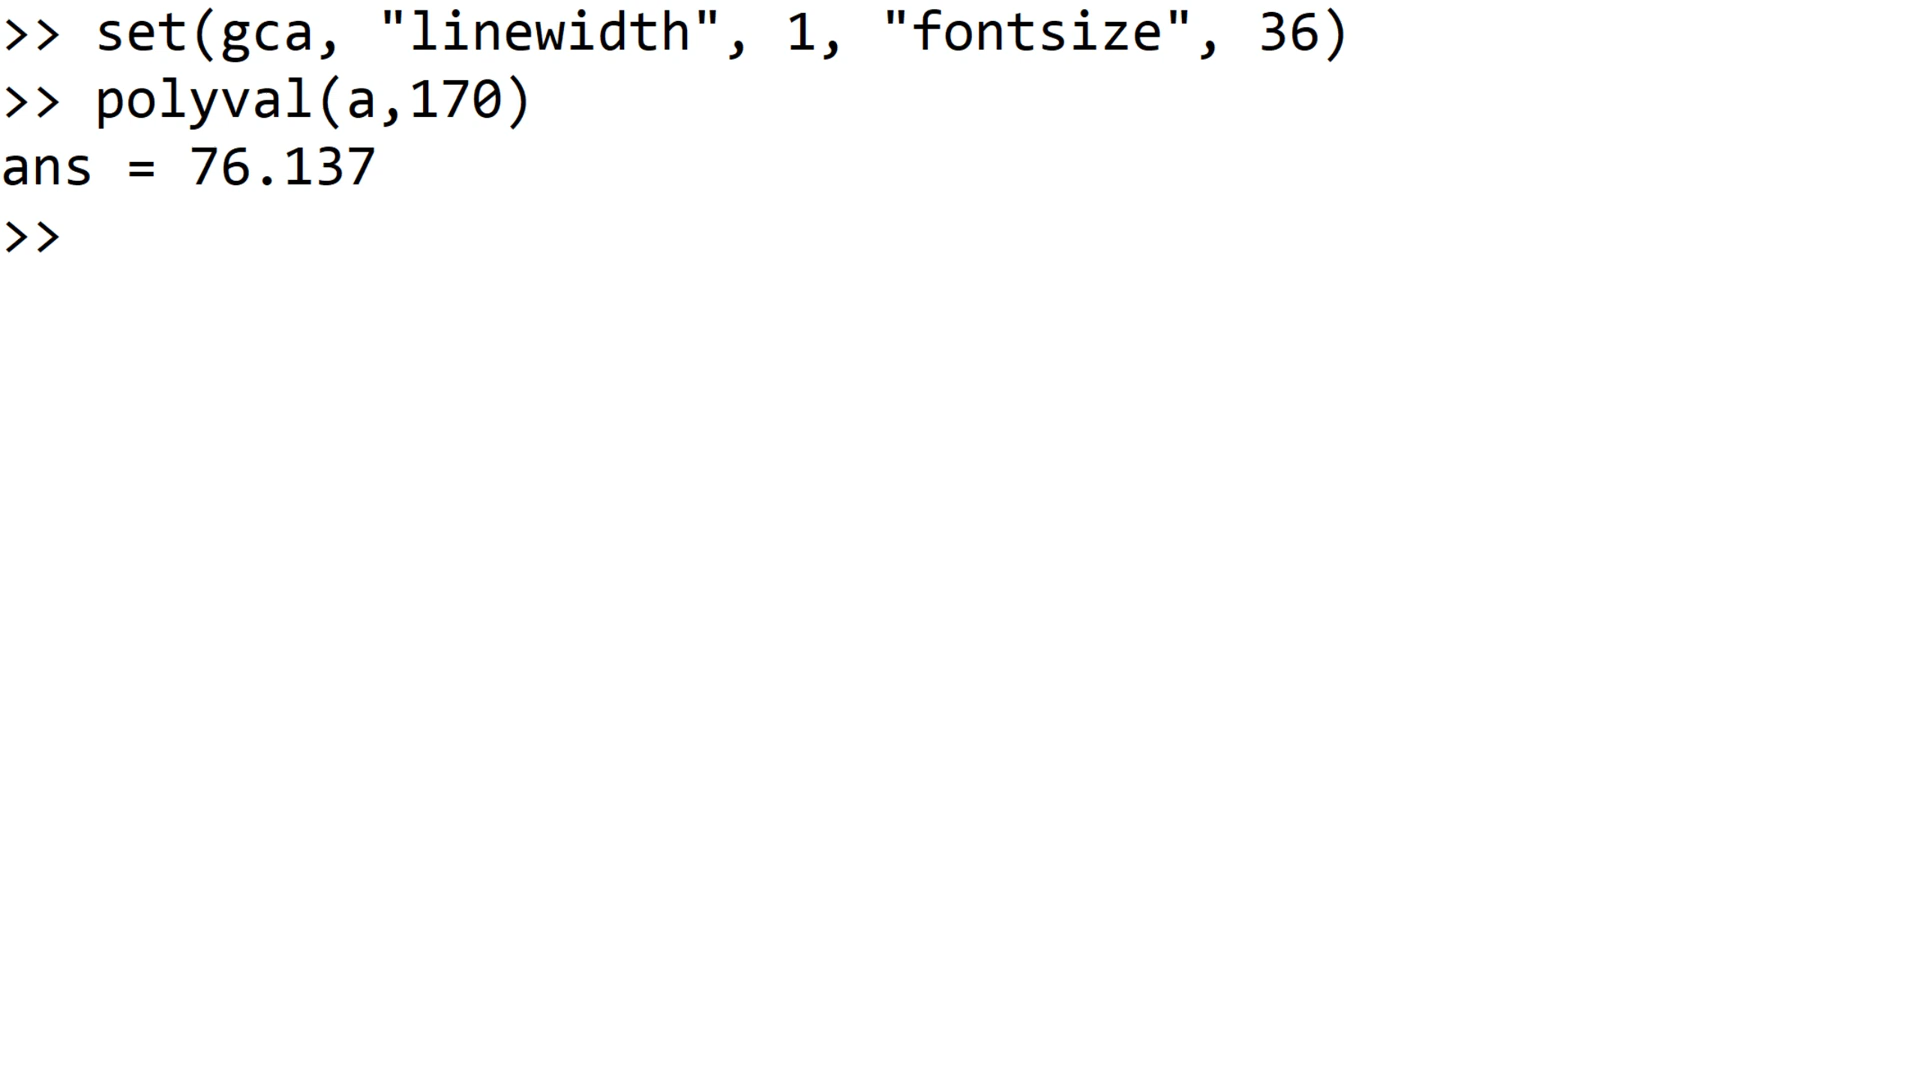 >> set(gca, "linewidth", 1, "fontsize", 36)
>> polyval(a,170)
ans = 76.137
>>